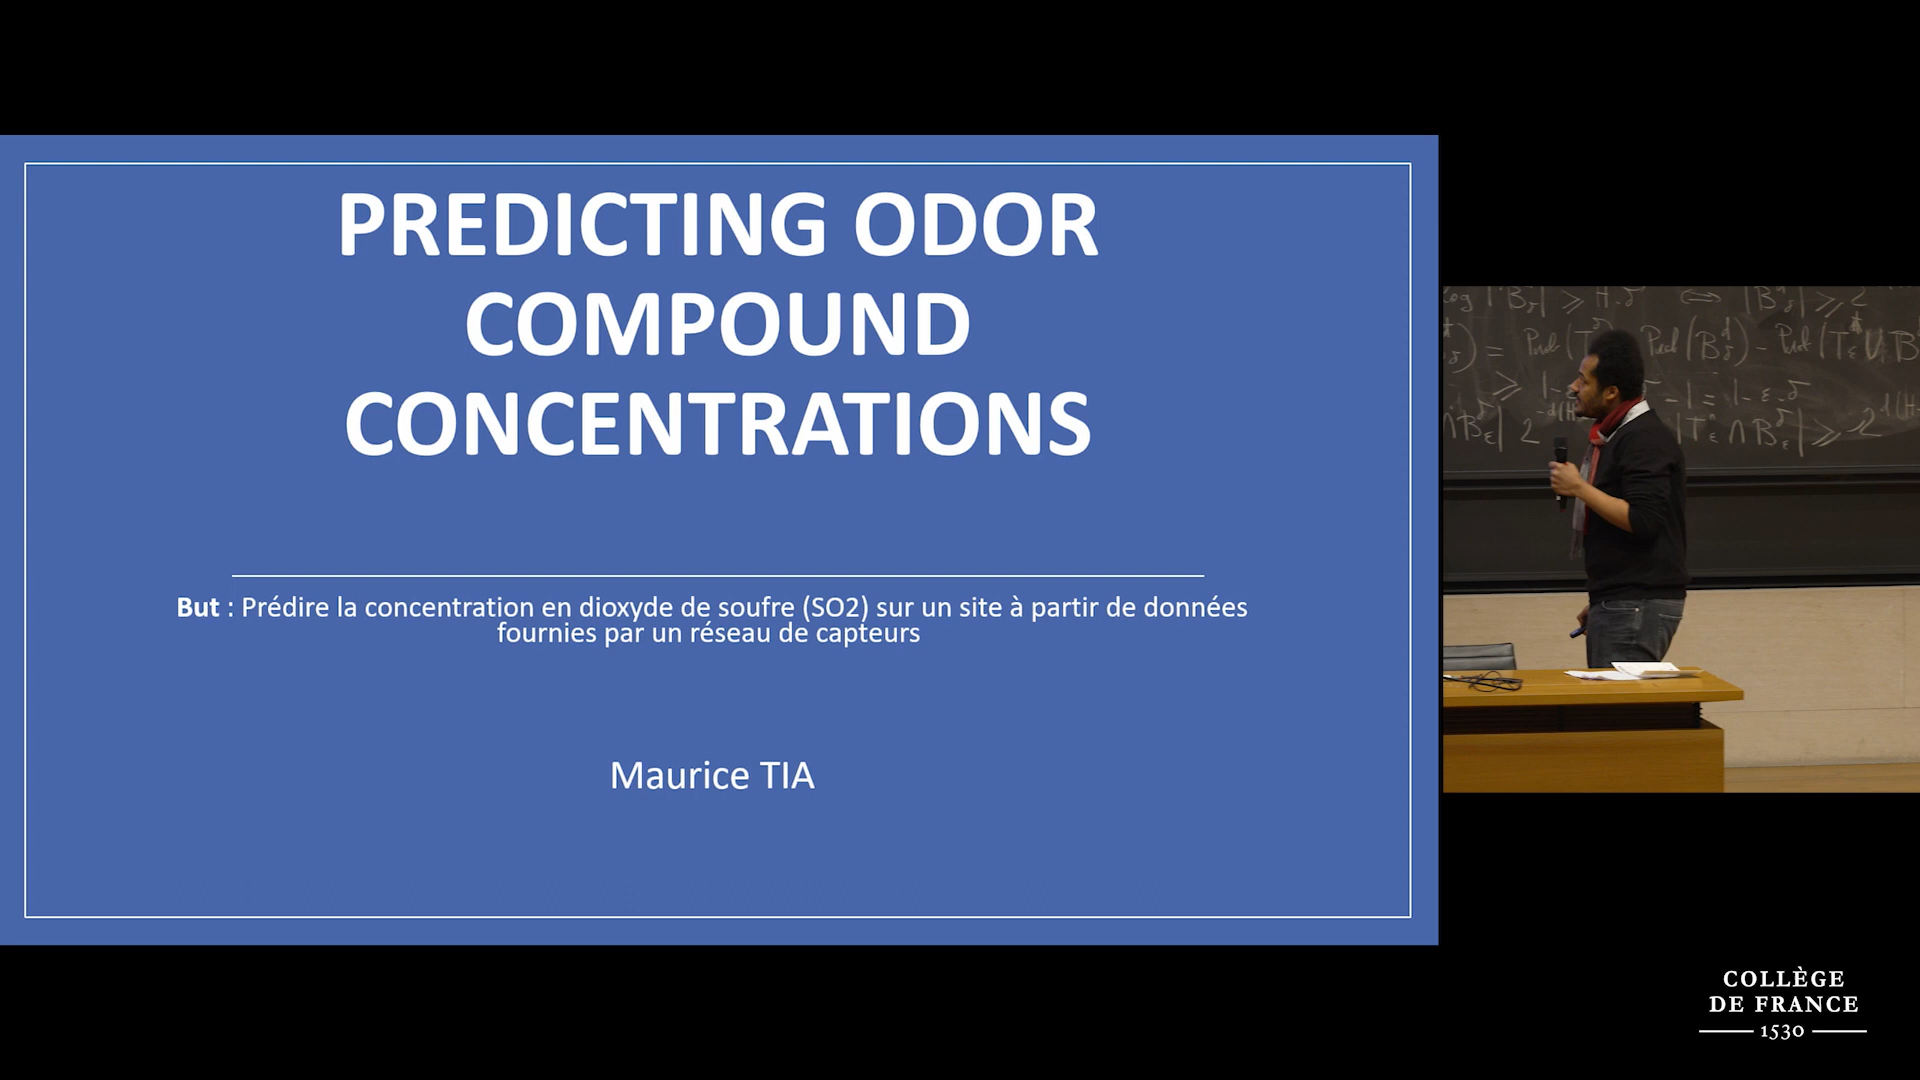 PREDICTING ODOR
COMPOUND
CONCENTRATIONS
But : Prédire la concentration en dioxyde de soufre (SO2) sur un site à partir de données
fournies par un réseau de capteurs
Maurice TIA
COLLÈGE
DE FRANCE
1530